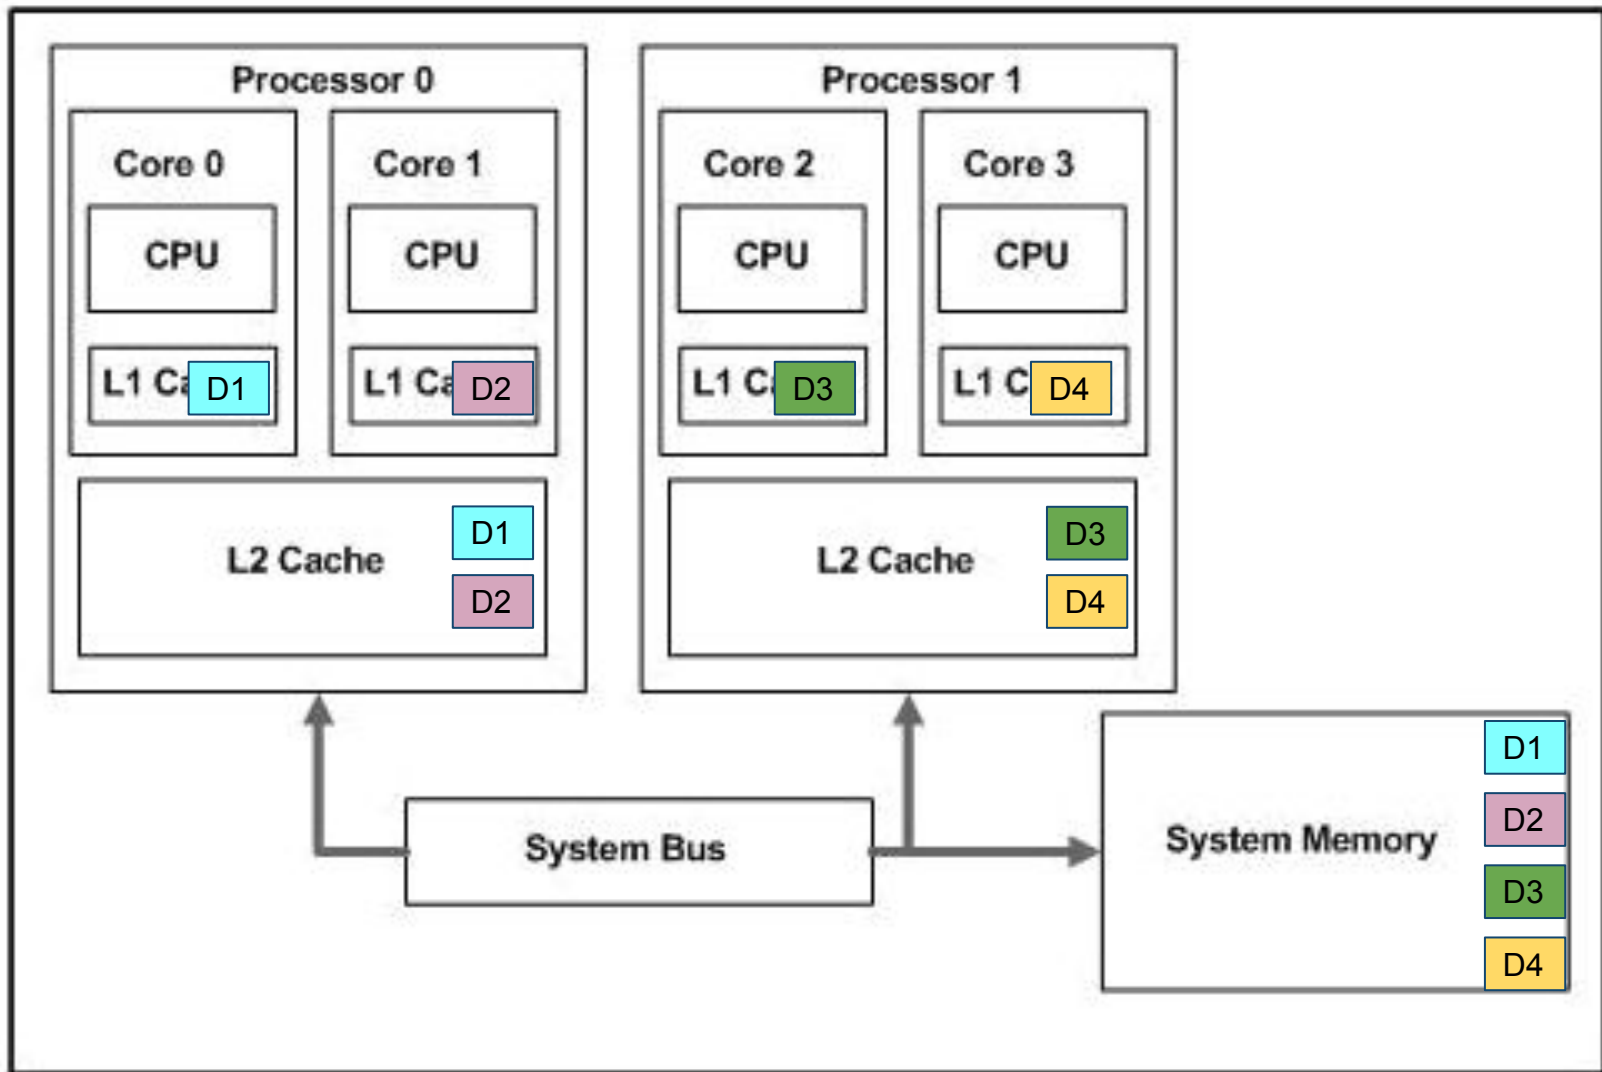 Processor 0
Processor 1
Core 0
Core 1
Core 2
Core 3
CPU
CPU
CPU
CPU
L1 Ca
D1
L1 Ca
D2
L1 C
D3
L1 C
D4
L2 Cache
D1
D2
L2 Cache
D3
D4
System Bus
System Memory
D1
D2
D3
D4